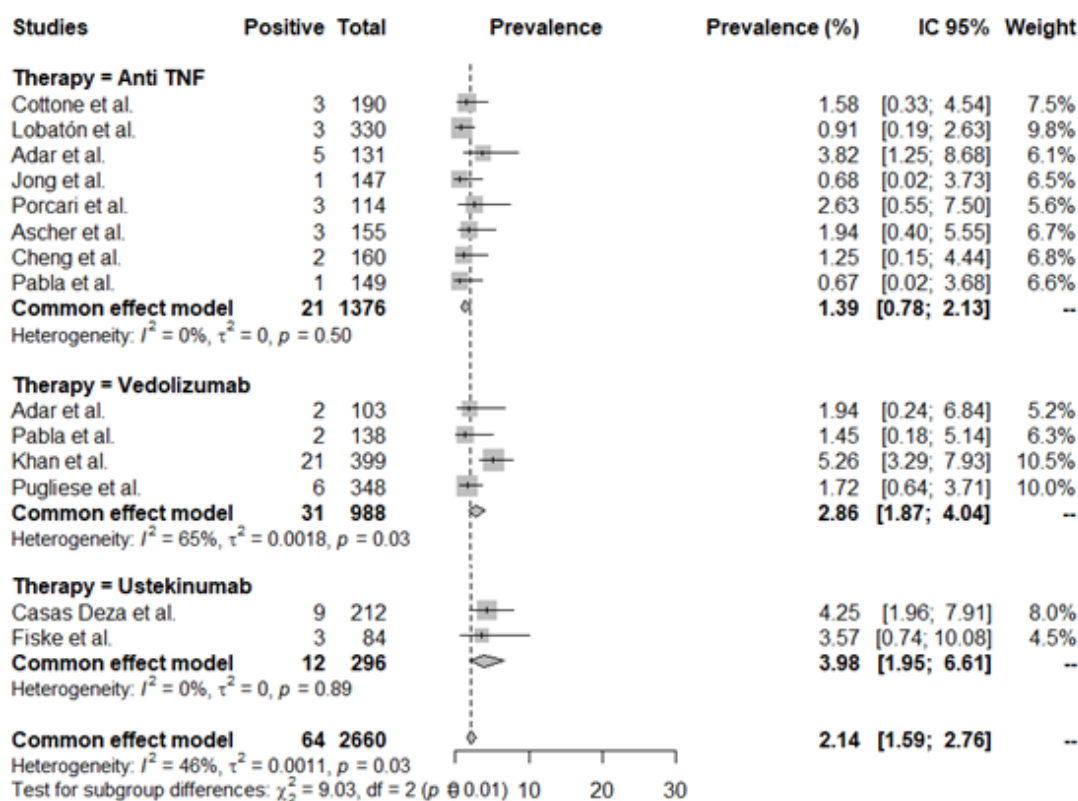 Studies Positive Total Prevalence Prevalence (%) IC 95% Weight
Therapy = Anti TNF
Cottone et al. 3 190 1.58 [0.33; 4.54] 7.5%
Lobatón et al. 3 330 0.91 [0.19; 2.63] 9.8%
Adar et al. 5 131 3.82 [1.25; 8.68] 6.1%
Jong et al. 1 147 0.68 [0.02; 3.73] 6.5%
Porcari et al. 3 114 2.63 [0.55; 7.50] 5.6%
Ascher et al. 3 155 1.94 [0.40; 5.55] 6.7%
Cheng et al. 2 160 1.25 [0.15; 4.44] 6.8%
Pabla et al. 1 149 0.67 [0.02; 3.68] 6.6%
Common effect model 21 1376 1.39 [0.78; 2.13] --
Heterogeneity: I² = 0%, τ² = 0, p = 0.50
Therapy = Vedolizumab
Adar et al. 2 103 1.94 [0.24; 6.84] 5.2%
Pabla et al. 2 138 1.45 [0.18; 5.14] 6.3%
Khan et al. 21 399 5.26 [3.29; 7.93] 10.5%
Pugliese et al. 6 348 1.72 [0.64; 3.71] 10.0%
Common effect model 31 988 2.86 [1.87; 4.04] --
Heterogeneity: I² = 65%, τ² = 0.0018, p = 0.03
Therapy = Ustekinumab
Casas Deza et al. 9 212 4.25 [1.96; 7.91] 8.0%
Fiske et al. 3 84 3.57 [0.74; 10.08] 4.5%
Common effect model 12 296 3.98 [1.95; 6.61] --
Heterogeneity: I² = 0%, τ² = 0, p = 0.89
Common effect model 64 2660 2.14 [1.59; 2.76] --
Heterogeneity: I² = 46%, τ² = 0.0011, p = 0.03
Test for subgroup differences: χ²₂ = 9.03, df = 2 (p 0.01) 10 20 30